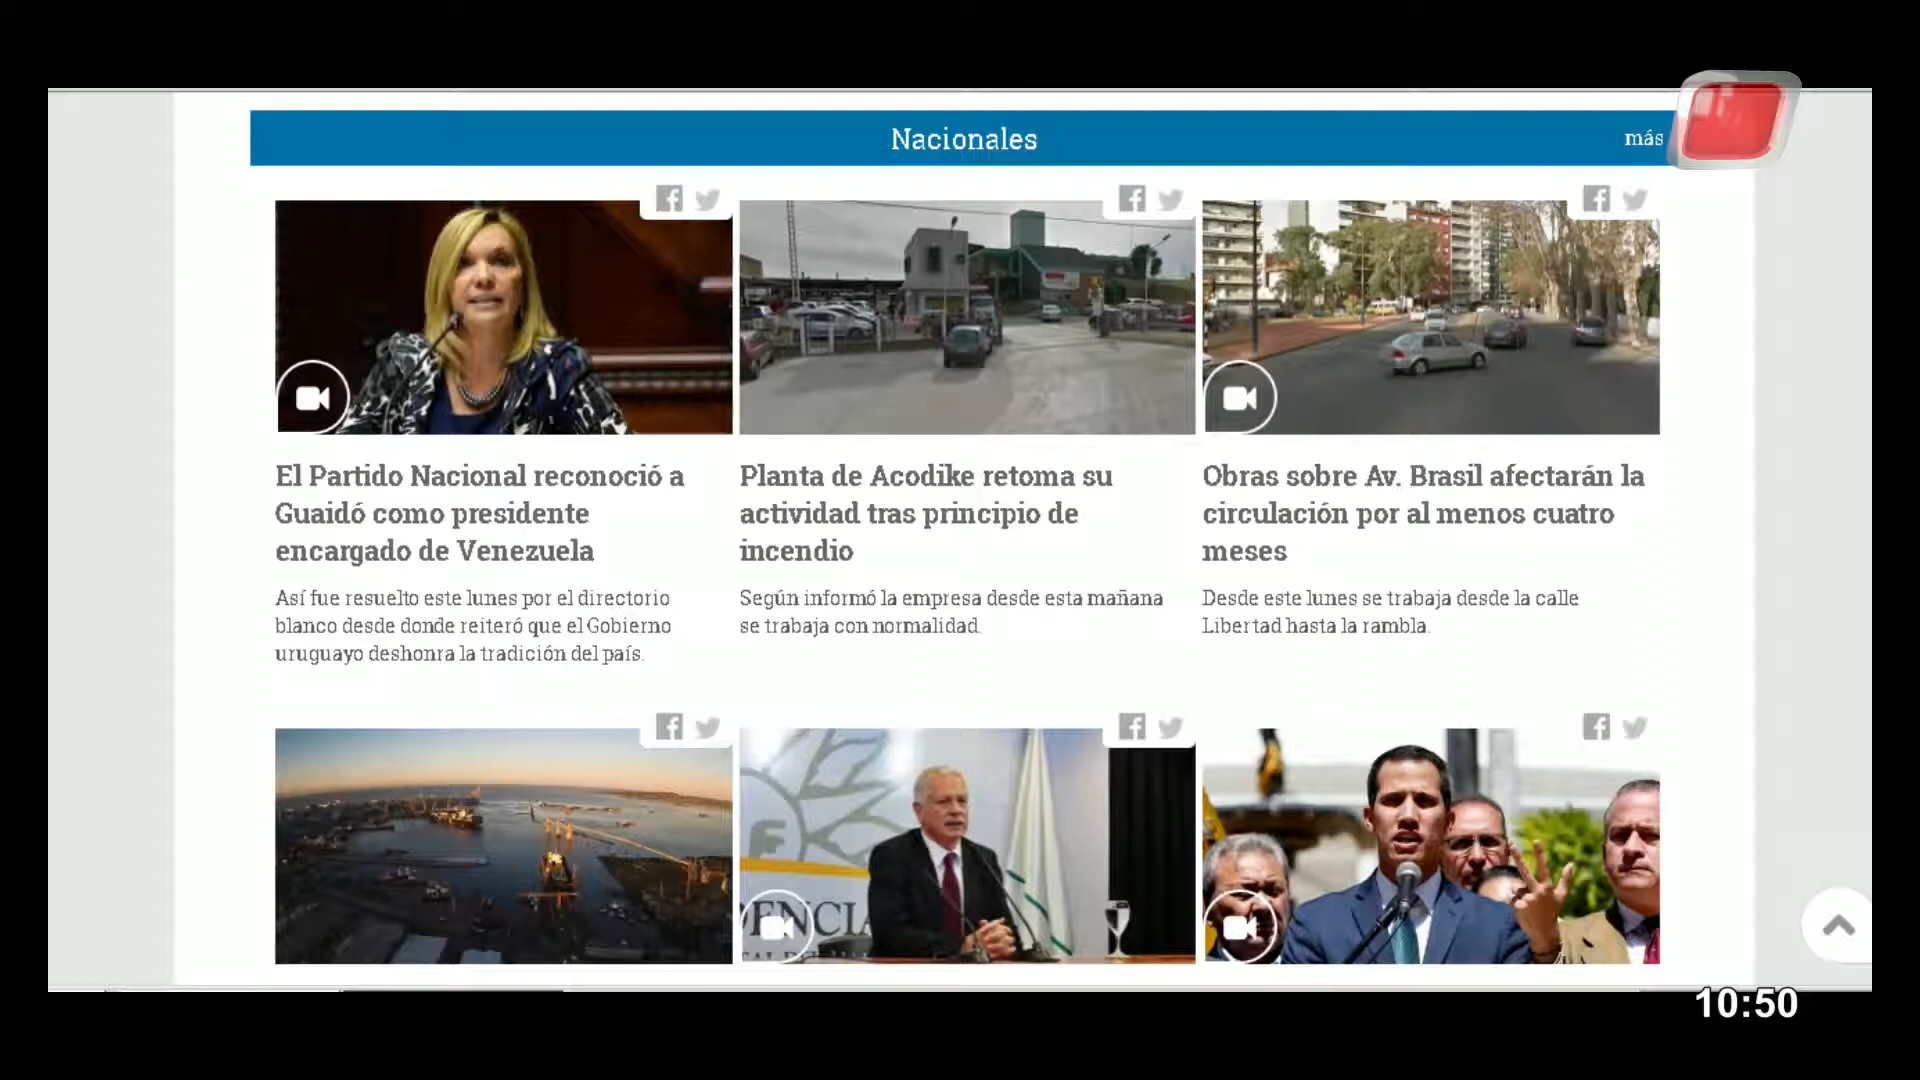 Nacionales
más
El Partido Nacional reconoció a
Guaidó como presidente
encargado de Venezuela
Así fue resuelto este lunes por el directorio
blanco desde donde reiteró que el Gobierno
uruguayo deshonra la tradición del país.
Planta de Acodike retoma su
actividad tras principio de
incendio
Según informó la empresa desde esta mañana
se trabaja con normalidad.
Obras sobre Av. Brasil afectarán la
circulación por al menos cuatro
meses
Desde este lunes se trabaja desde la calle
Libertad hasta la rambla.
10:50